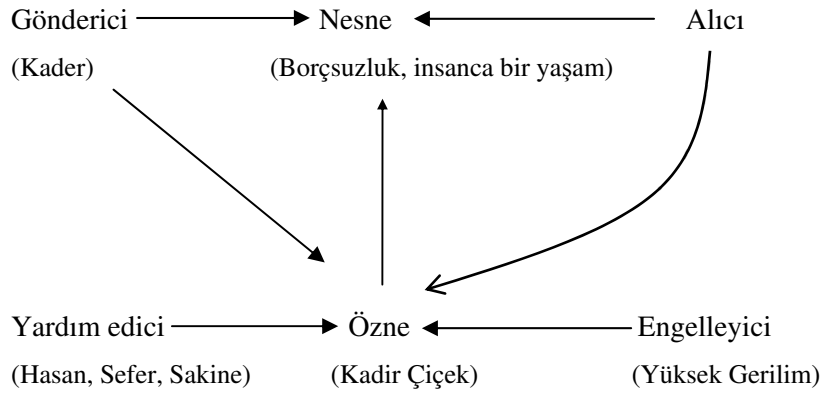 Gönderici Nesne Alıcı
(Kader) (Borçsuzluk, insanca bir yaşam)
Yardım edici Özne Engelleyici
(Hasan, Sefer, Sakine) (Kadir Çiçek) (Yüksek Gerilim)